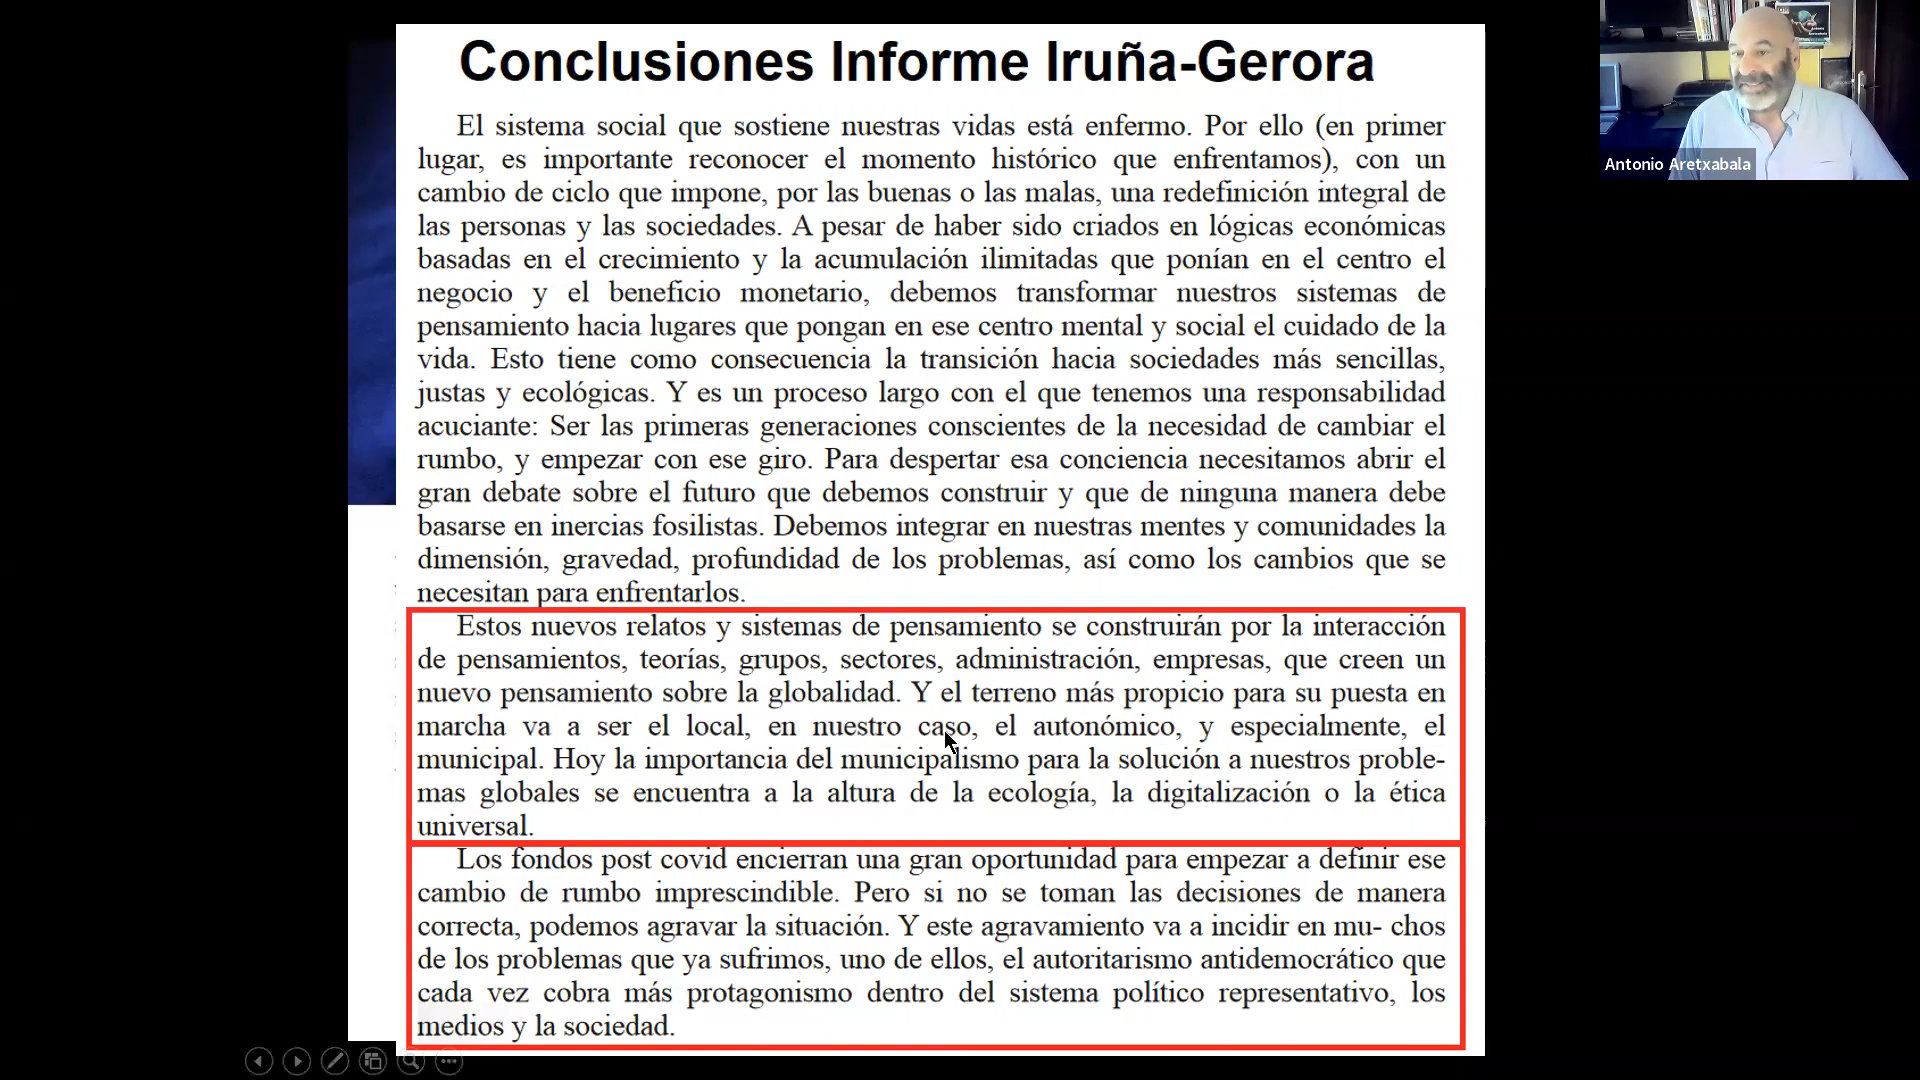 Conclusiones Informe Iruña-Gerora
El sistema social que sostiene nuestras vidas está enfermo. Por ello (en primer
lugar, es importante reconocer el momento histórico que enfrentamos), con un
cambio de ciclo que impone, por las buenas o las malas, una redefinición integral de
las personas y las sociedades. A pesar de haber sido criados en lógicas económicas
basadas en el crecimiento y la acumulación ilimitadas que ponían en el centro el
negocio y el beneficio monetario, debemos transformar nuestros sistemas de
pensamiento hacia lugares que pongan en ese centro mental y social el cuidado de la
vida. Esto tiene como consecuencia la transición hacia sociedades más sencillas,
justas y ecológicas. Y es un proceso largo con el que tenemos una responsabilidad
acuciante: Ser las primeras generaciones conscientes de la necesidad de cambiar el
rumbo, y empezar con ese giro. Para despertar esa conciencia necesitamos abrir el
gran debate sobre el futuro que debemos construir y que de ninguna manera debe
basarse en inercias fosilistas. Debemos integrar en nuestras mentes y comunidades la
dimensión, gravedad, profundidad de los problemas, así como los cambios que se
necesitan para enfrentarlos.
Estos nuevos relatos y sistemas de pensamiento se construirán por la interacción
de pensamientos, teorías, grupos, sectores, administración, empresas, que creen un
nuevo pensamiento sobre la globalidad. Y el terreno más propicio para su puesta en
marcha va a ser el local, en nuestro caso, el autonómico, y especialmente, el
municipal. Hoy la importancia del municipalismo para la solución a nuestros proble-
mas globales se encuentra a la altura de la ecología, la digitalización o la ética
universal.
Los fondos post covid encierran una gran oportunidad para empezar a definir ese
cambio de rumbo imprescindible. Pero si no se toman las decisiones de manera
correcta, podemos agravar la situación. Y este agravamiento va a incidir en mu- chos
de los problemas que ya sufrimos, uno de ellos, el autoritarismo antidemocrático que
cada vez cobra más protagonismo dentro del sistema político representativo, los
medios y la sociedad.
Antonio Aretxabala